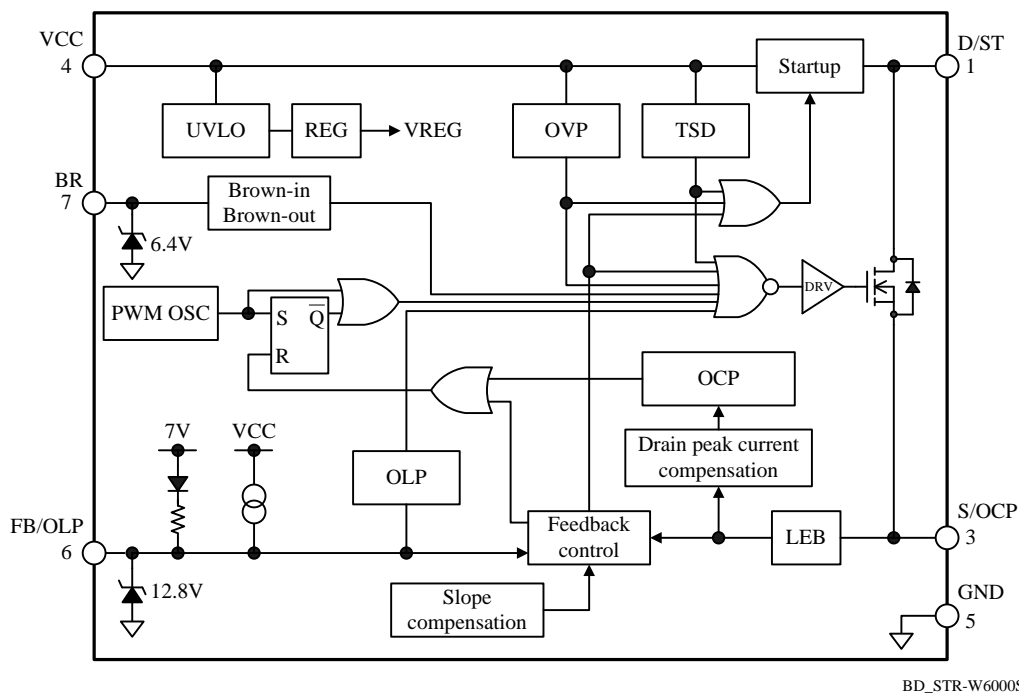 VCC
4
D/ST
1
Startup
UVLO
REG
VREG
OVP
TSD
BR
7
Brown-in
Brown-out
6.4V
PWM OSC
S
Q
R
DRV
OCP
7V
VCC
Drain peak current
compensation
OLP
FB/OLP
6
Feedback
control
LEB
S/OCP
3
12.8V
Slope
compensation
GND
5
BD_STR-W6000S